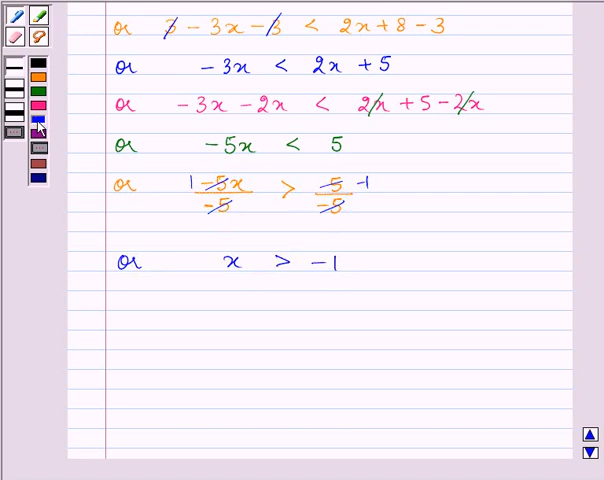 or 3 - 3x - 3 < 2x + 8 - 3
or - 3x < 2x + 5
or - 3x - 2x < 2x + 5 - 2x
or - 5x < 5
or 1 -5x/-5 > 5/-5 -1
or x > -1